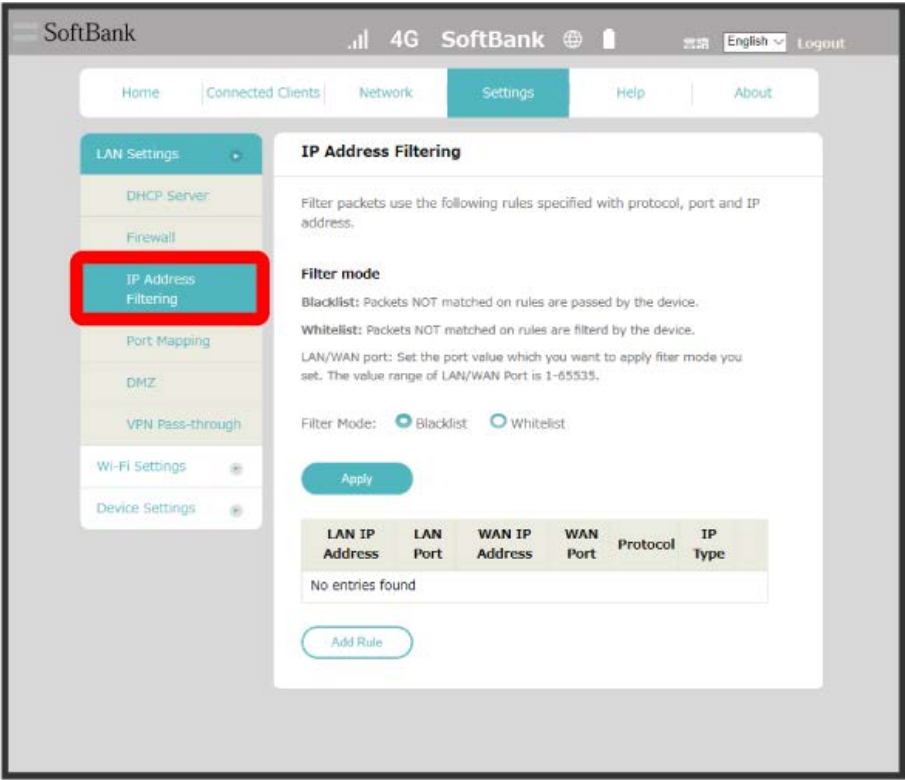 SoftBank
4G SoftBank
言語 English Logout
Home Connected Clients Network Settings Help About
LAN Settings
DHCP Server
Firewall
IP Address
Filtering
Port Mapping
DMZ
VPN Pass-through
Wi-Fi Settings
Device Settings
IP Address Filtering
Filter packets use the following rules specified with protocol, port and IP
address.
Filter mode
Blacklist: Packets NOT matched on rules are passed by the device.
Whitelist: Packets NOT matched on rules are filterd by the device.
LAN/WAN port: Set the port value which you want to apply fiter mode you
set. The value range of LAN/WAN Port is 1-65535.
Filter Mode: Blacklist Whitelist
Apply
LAN IP LAN WAN IP WAN Protocol IP
Address Port Address Port Type
No entries found
Add Rule